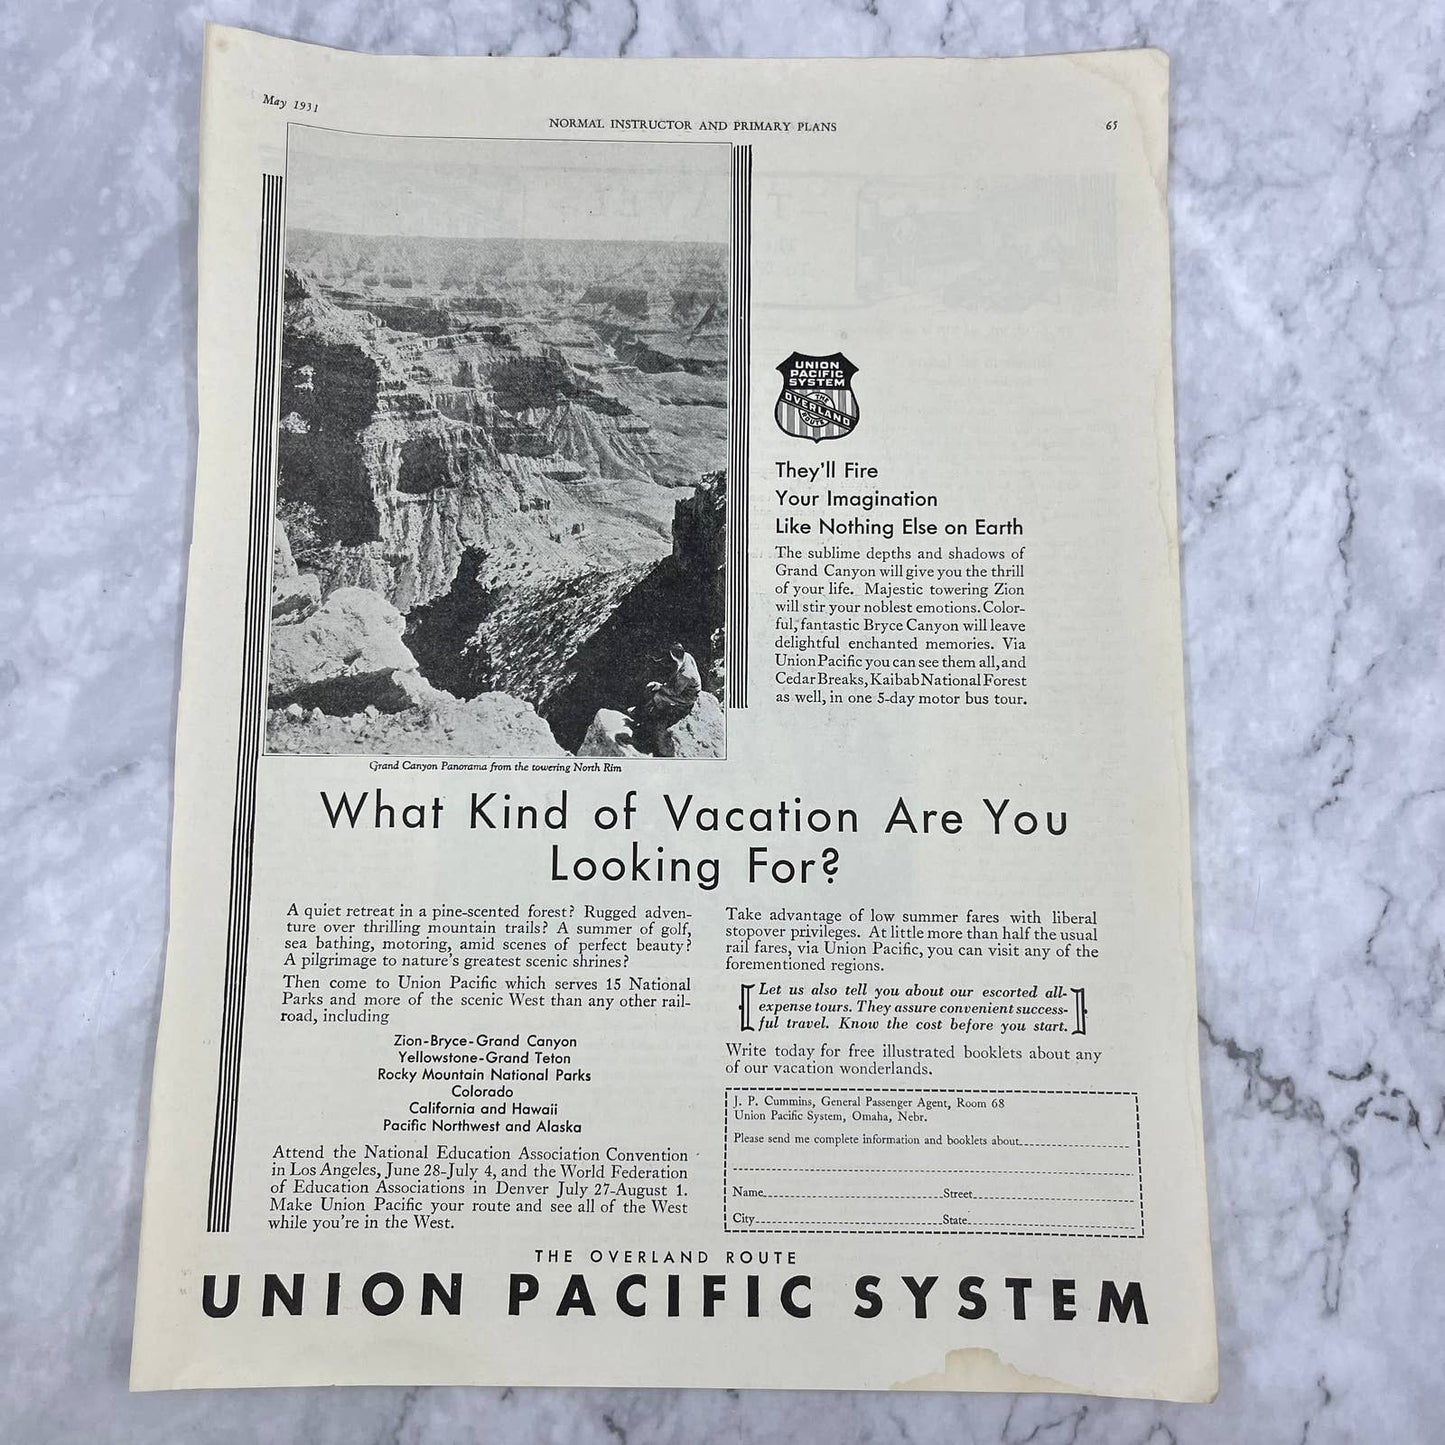 May 1931
NORMAL INSTRUCTOR AND PRIMARY PLANS
65
UNION
PACIFIC
SYSTEM
THE
OVERLAND
ROUTE
They'll Fire
Your Imagination
Like Nothing Else on Earth
The sublime depths and shadows of
Grand Canyon will give you the thrill
of your life. Majestic towering Zion
will stir your noblest emotions. Color-
ful, fantastic Bryce Canyon will leave
delightful enchanted memories. Via
Union Pacific you can see them all, and
Cedar Breaks, Kaibab National Forest
as well, in one 5-day motor bus tour.
Grand Canyon Panorama from the towering North Rim
What Kind of Vacation Are You
Looking For?
A quiet retreat in a pine-scented forest? Rugged adven-
ture over thrilling mountain trails? A summer of golf,
sea bathing, motoring, amid scenes of perfect beauty?
A pilgrimage to nature's greatest scenic shrines?
Then come to Union Pacific which serves 15 National
Parks and more of the scenic West than any other rail-
road, including
Zion-Bryce-Grand Canyon
Yellowstone-Grand Teton
Rocky Mountain National Parks
Colorado
California and Hawaii
Pacific Northwest and Alaska
Attend the National Education Association Convention
in Los Angeles, June 28-July 4, and the World Federation
of Education Associations in Denver July 27-August 1.
Make Union Pacific your route and see all of the West
while you're in the West.
Take advantage of low summer fares with liberal
stopover privileges. At little more than half the usual
rail fares, via Union Pacific, you can visit any of the
forementioned regions.
Let us also tell you about our escorted all-
expense tours. They assure convenient success-
ful travel. Know the cost before you start.
Write today for free illustrated booklets about any
of our vacation wonderlands.
J. P. Cummins, General Passenger Agent, Room 68
Union Pacific System, Omaha, Nebr.
Please send me complete information and booklets about
Name Street
City State
THE OVERLAND ROUTE
UNION PACIFIC SYSTEM